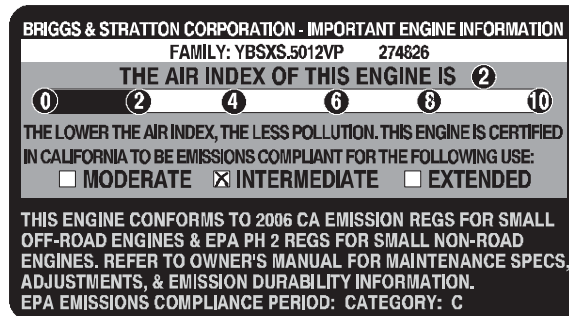 BRIGGS & STRATTON CORPORATION - IMPORTANT ENGINE INFORMATION
FAMILY: YBSXS.5012VP 274826
THE AIR INDEX OF THIS ENGINE IS 2
0 2 4 6 8 10
THE LOWER THE AIR INDEX, THE LESS POLLUTION. THIS ENGINE IS CERTIFIED
IN CALIFORNIA TO BE EMISSIONS COMPLIANT FOR THE FOLLOWING USE:
MODERATE INTERMEDIATE EXTENDED
THIS ENGINE CONFORMS TO 2006 CA EMISSION REGS FOR SMALL
OFF-ROAD ENGINES & EPA PH 2 REGS FOR SMALL NON-ROAD
ENGINES. REFER TO OWNER'S MANUAL FOR MAINTENANCE SPECS,
ADJUSTMENTS, & EMISSION DURABILITY INFORMATION.
EPA EMISSIONS COMPLIANCE PERIOD: CATEGORY: C